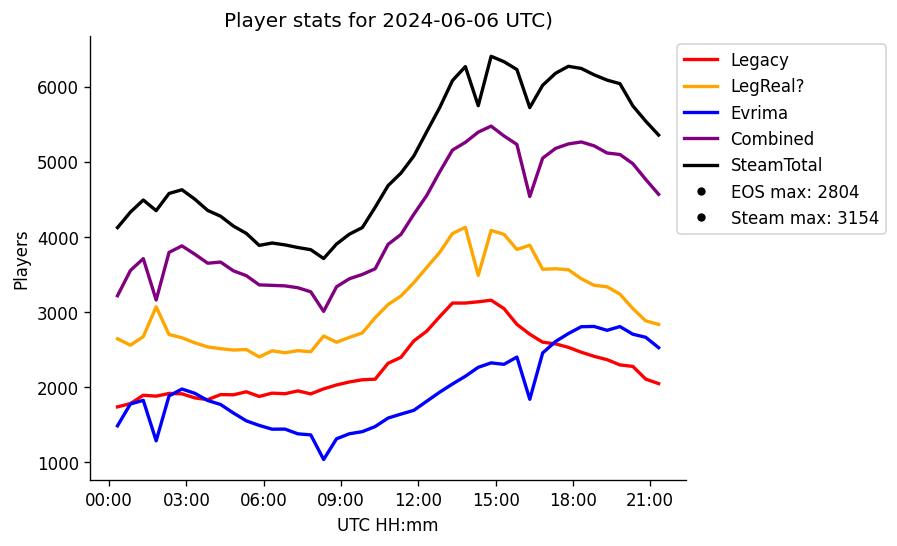 Player stats for 2024-06-06 UTC)
Legacy
LegReal?
Evrima
Combined
SteamTotal
EOS max: 2804
Steam max: 3154
Players
6000
5000
4000
3000
2000
1000
00:00 03:00 06:00 09:00 12:00 15:00 18:00 21:00
UTC HH:mm